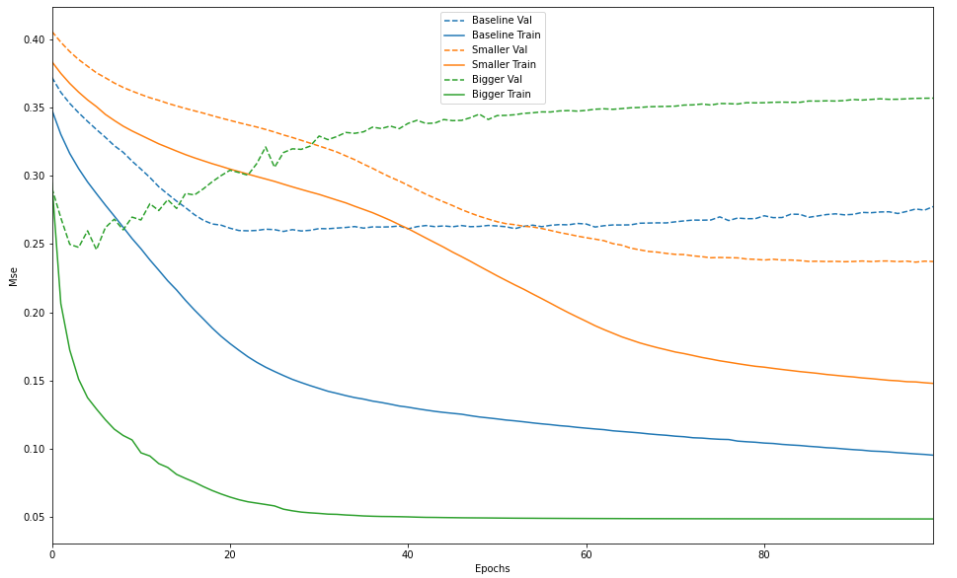 Baseline Val
Baseline Train
Smaller Val
Smaller Train
Bigger Val
Bigger Train
0.40
0.35
0.30
0.25
0.20
0.15
0.10
0.05
Mse
0
20
40
60
80
Epochs